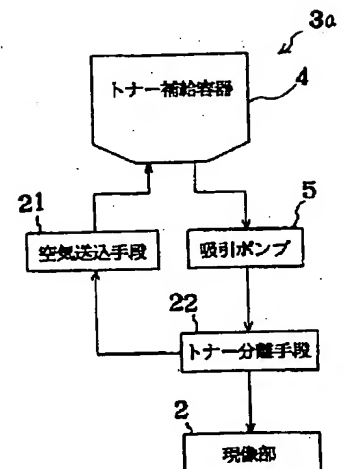 3a
トナー補給容器
4
21
空気送込手段
5
吸引ポンプ
22
トナー分離手段
2
現像部